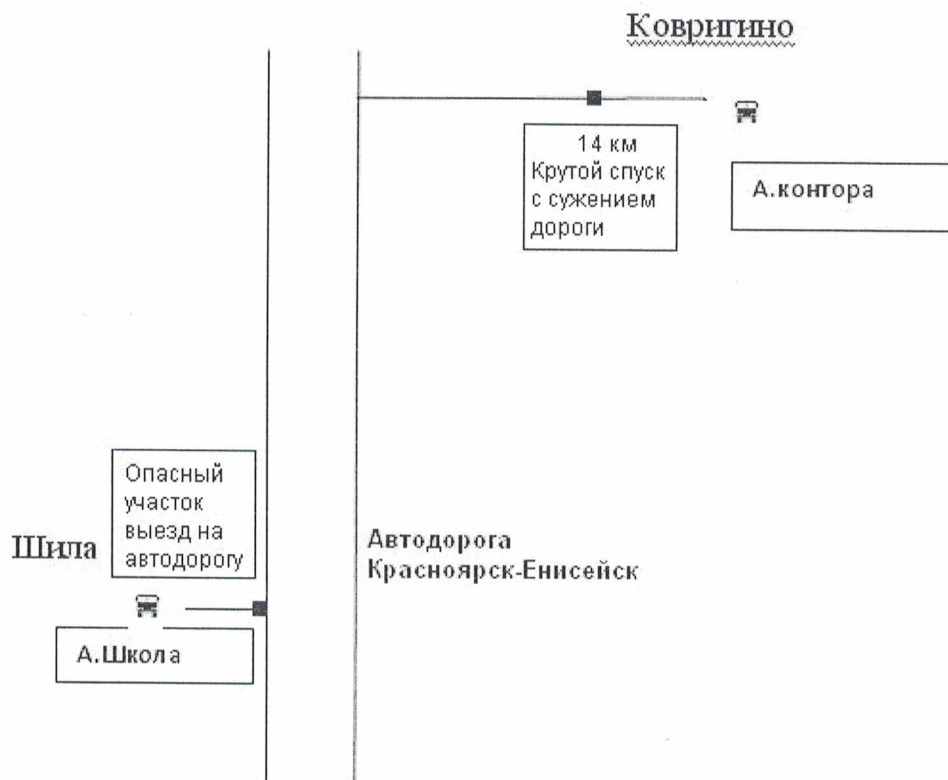 Ковригино
14 км
Крутой спуск
с сужением
дороги
А.контора
Опасный
участок
выезд на
автодорогу
Шила
Автодорога
Красноярск-Енисейск
А.Школа